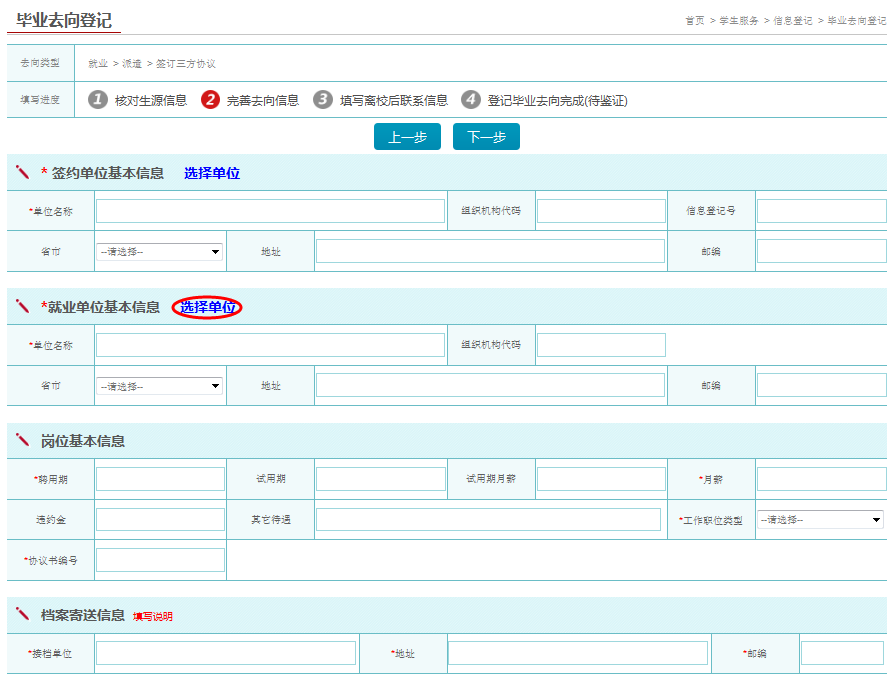 毕业去向登记
首页 > 学生服务 > 信息登记 > 毕业去向登记
去向类型 就业 > 派遣 > 签订三方协议
填写进度 1 核对生源信息 2 完善去向信息 3 填写离校后联系信息 4 登记毕业去向完成(待鉴证)
上一步 下一步
* 签约单位基本信息 选择单位
*单位名称 组织机构代码 信息登记号
省市 --请选择-- 地址 邮编
*就业单位基本信息 选择单位
*单位名称 组织机构代码
省市 --请选择-- 地址 邮编
岗位基本信息
*聘用期 试用期 试用期月薪 *月薪
违约金 其它待遇 *工作职位类型 --请选择--
*协议书编号
档案寄送信息 填写说明
*接档单位 *地址 *邮编